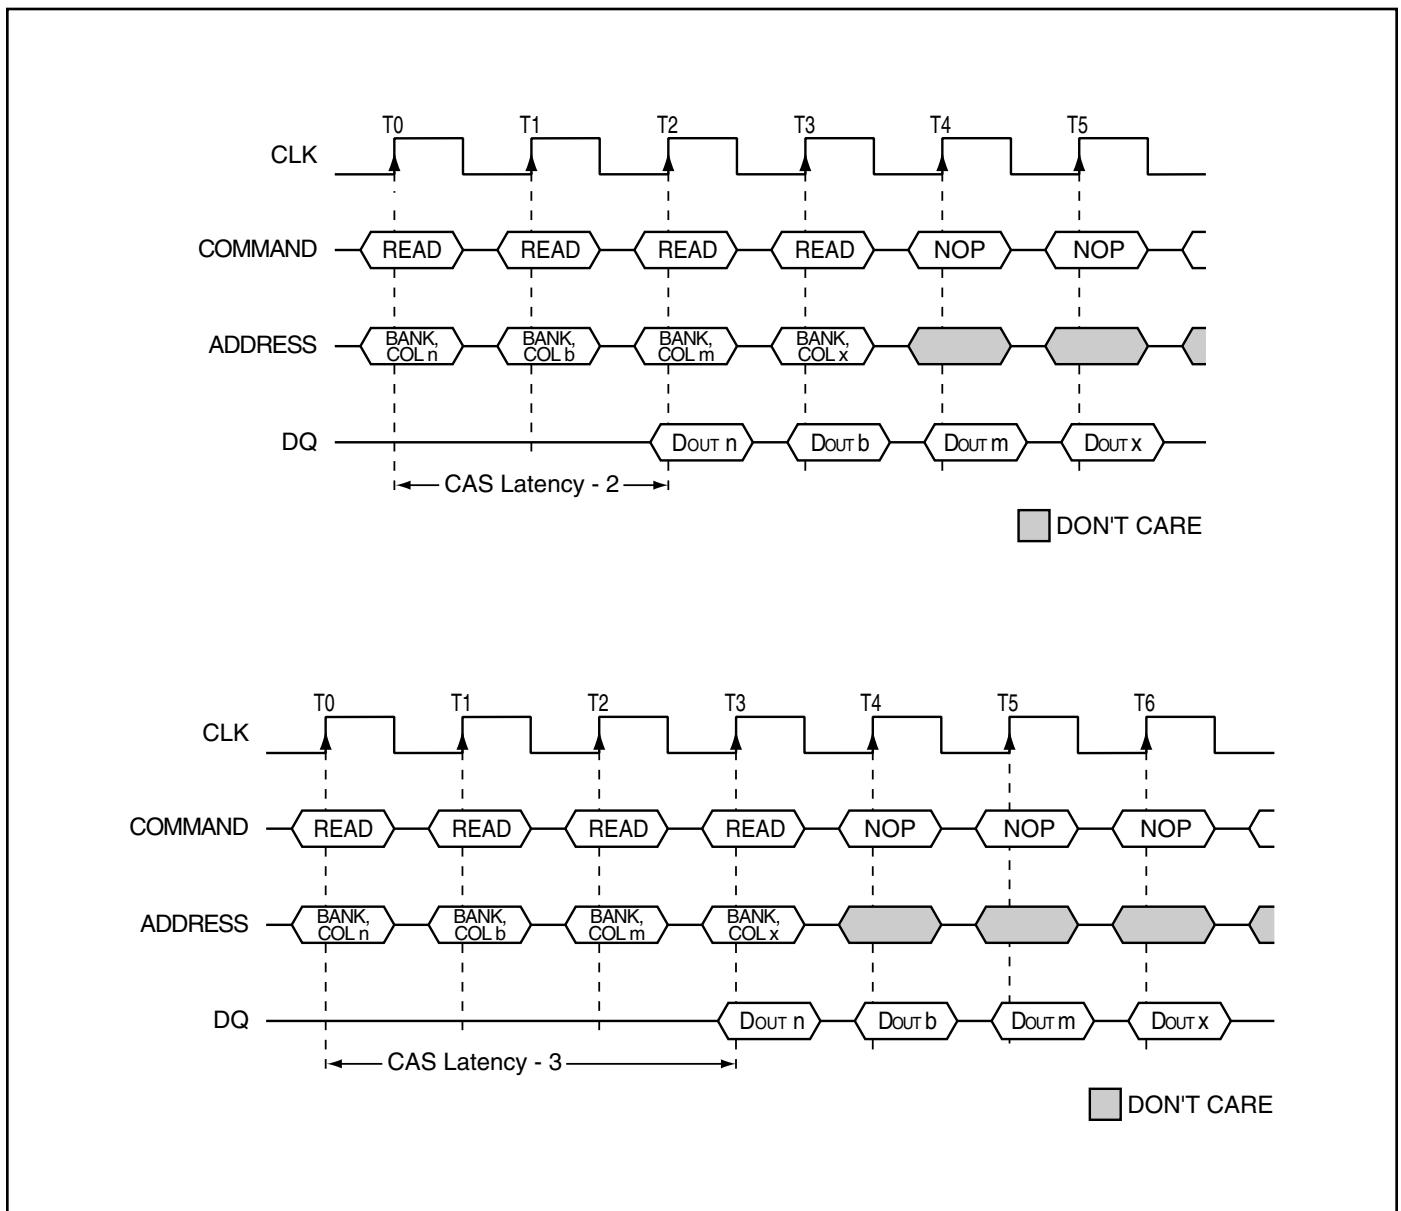 T0 T1 T2 T3 T4 T5
CLK
COMMAND READ READ READ READ NOP NOP
ADDRESS BANK, COL n BANK, COL b BANK, COL m BANK, COL x
DQ DOUT n DOUT b DOUT m DOUT x
CAS Latency - 2
DON'T CARE
T0 T1 T2 T3 T4 T5 T6
CLK
COMMAND READ READ READ READ NOP NOP NOP
ADDRESS BANK, COL n BANK, COL b BANK, COL m BANK, COL x
DQ DOUT n DOUT b DOUT m DOUT x
CAS Latency - 3
DON'T CARE